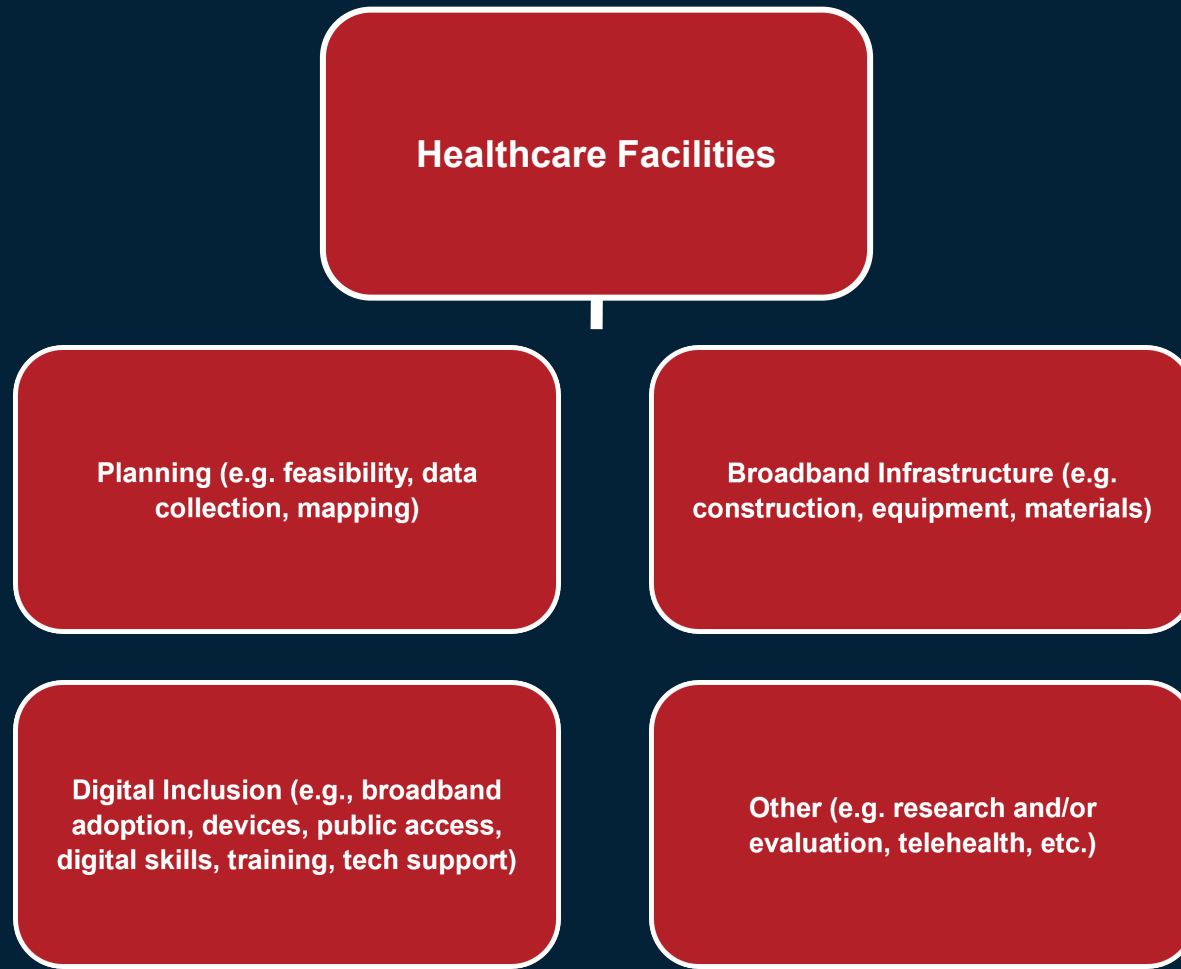 Healthcare Facilities
Planning (e.g. feasibility, data
collection, mapping)
Broadband Infrastructure (e.g.
construction, equipment, materials)
Digital Inclusion (e.g., broadband
adoption, devices, public access,
digital skills, training, tech support)
Other (e.g. research and/or
evaluation, telehealth, etc.)